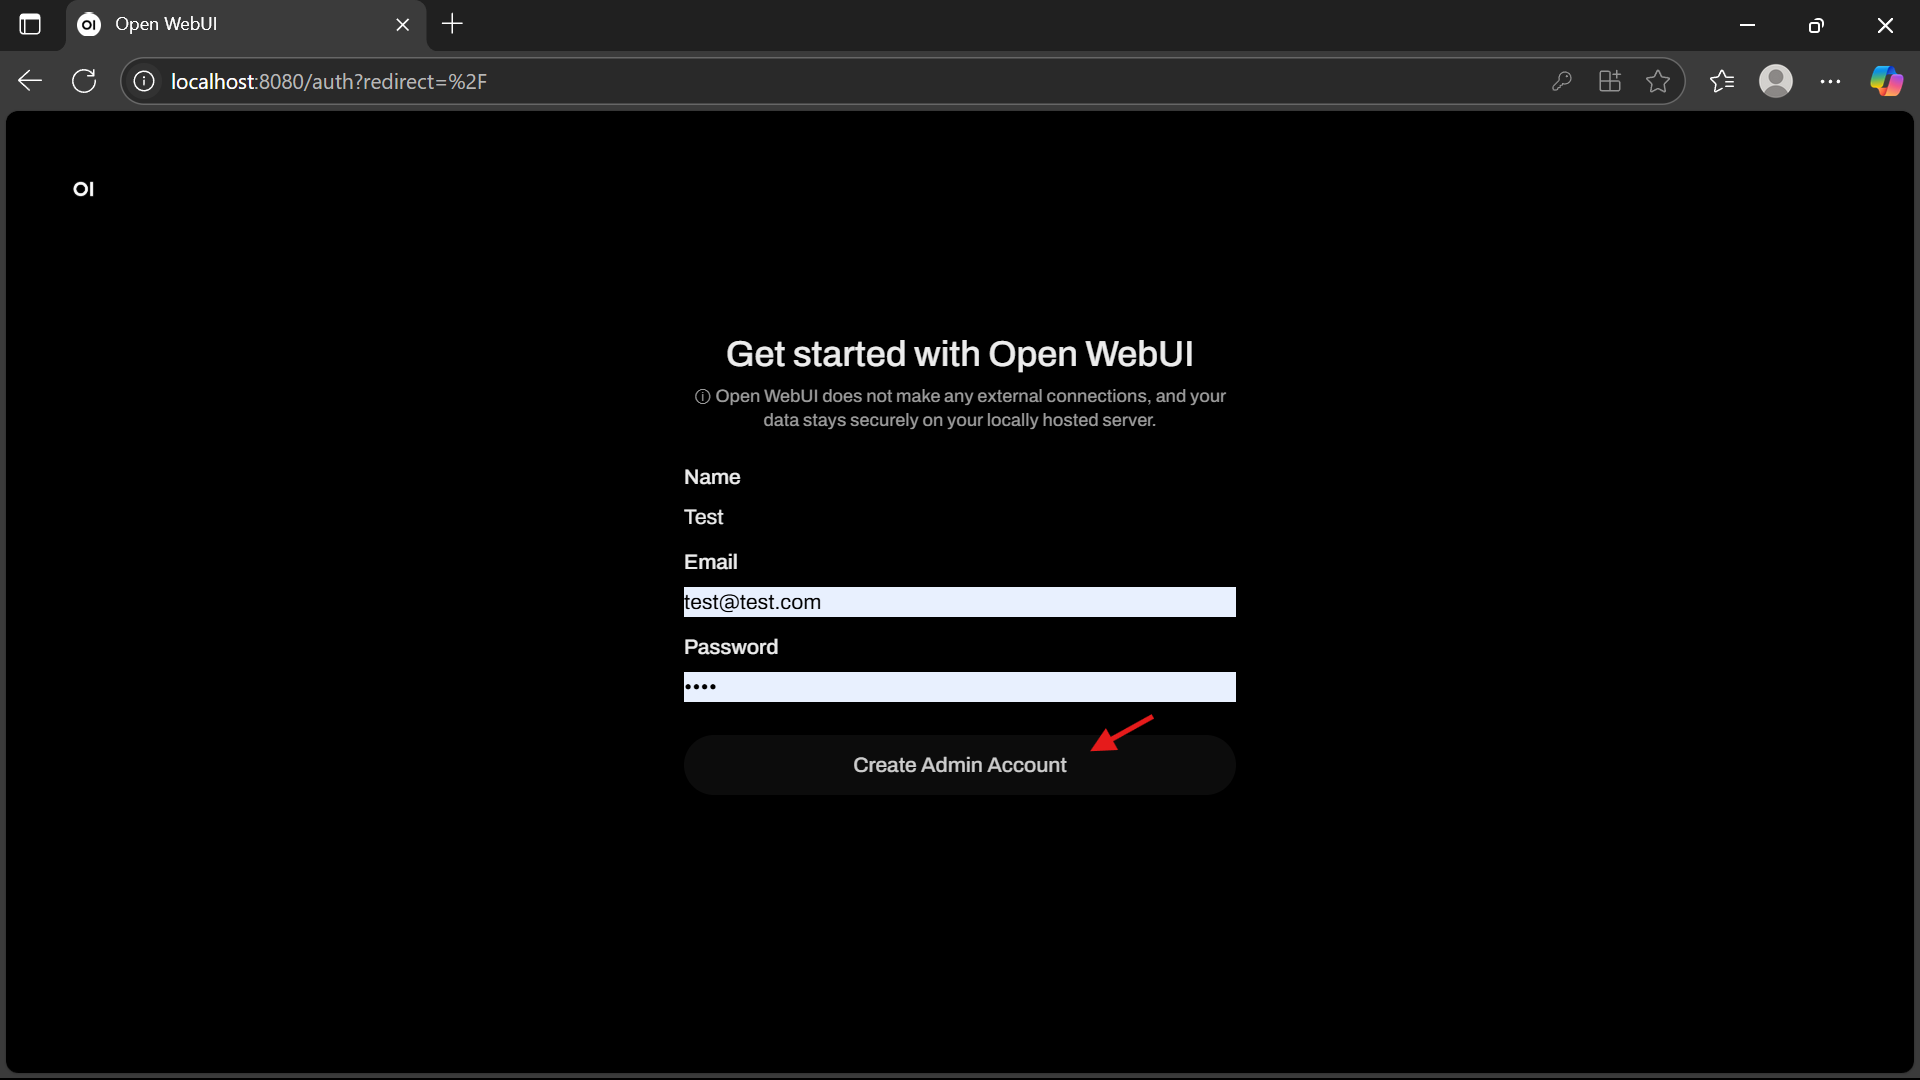 OI Open WebUI
localhost:8080/auth?redirect=%2F
OI
Get started with Open WebUI
ⓘ Open WebUI does not make any external connections, and your
data stays securely on your locally hosted server.
Name
Test
Email
test@test.com
Password
••••
Create Admin Account